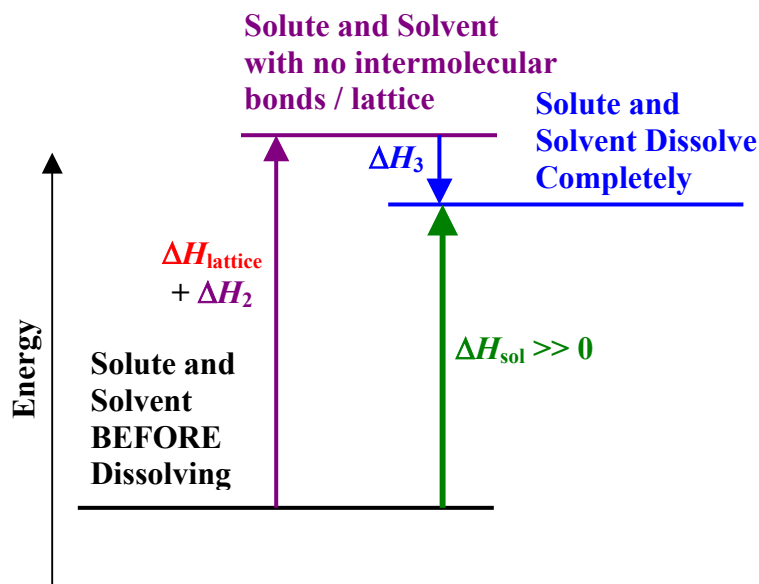 Solute and Solvent
with no intermolecular
bonds / lattice
Solute and
Solvent Dissolve
Completely
ΔH3
ΔHlattice
+ ΔH2
ΔHsol >> 0
Solute and
Solvent
BEFORE
Dissolving
Energy